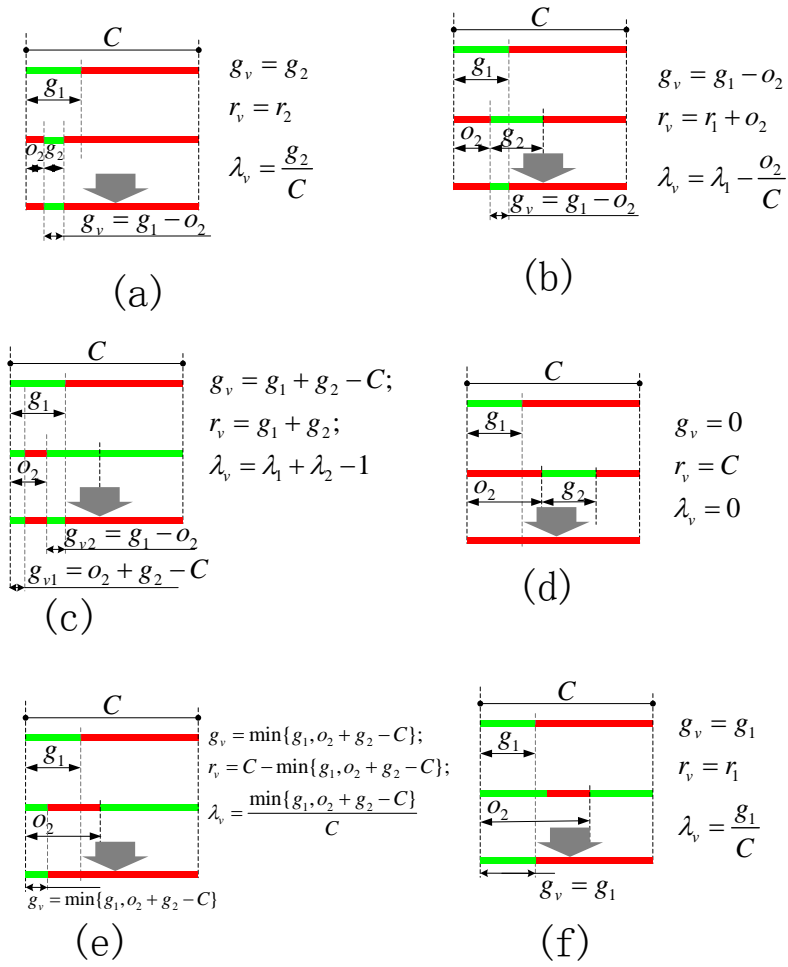 C
g_1
o_2 g_2
g_v = g_1 − o_2
g_v = g_2
r_v = r_2
λ_v = g_2/C
(a)
C
g_1
o_2 g_2
g_v = g_1 − o_2
g_v = g_1 − o_2
r_v = r_1 + o_2
λ_v = λ_1 − o_2/C
(b)
C
g_1
o_2
g_{v2} = g_1 − o_2
g_{v1} = o_2 + g_2 − C
g_v = g_1 + g_2 − C;
r_v = g_1 + g_2;
λ_v = λ_1 + λ_2 − 1
(c)
C
g_1
o_2 g_2
g_v = 0
r_v = C
λ_v = 0
(d)
C
g_1
o_2
g_v = min{g_1, o_2 + g_2 − C}
g_v = min{g_1, o_2 + g_2 − C};
r_v = C − min{g_1, o_2 + g_2 − C};
λ_v = min{g_1, o_2 + g_2 − C}/C
(e)
C
g_1
o_2
g_v = g_1
g_v = g_1
r_v = r_1
λ_v = g_1/C
(f)